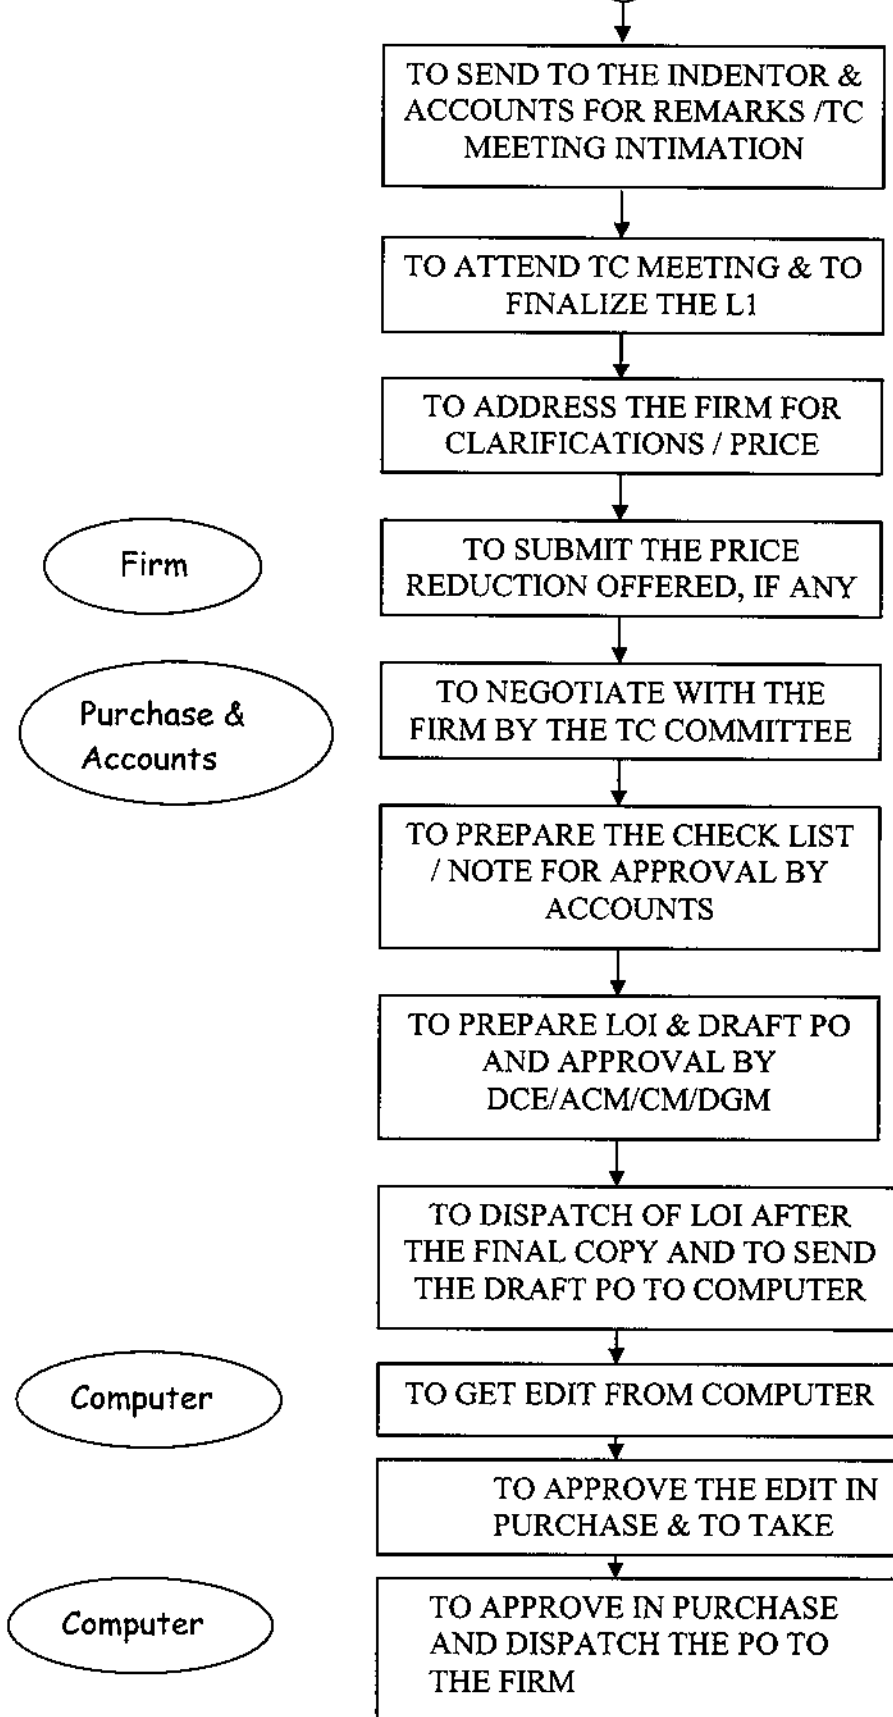 TO SEND TO THE INDENTOR &
ACCOUNTS FOR REMARKS /TC
MEETING INTIMATION
TO ATTEND TC MEETING & TO
FINALIZE THE L1
TO ADDRESS THE FIRM FOR
CLARIFICATIONS / PRICE
Firm
TO SUBMIT THE PRICE
REDUCTION OFFERED, IF ANY
Purchase &
Accounts
TO NEGOTIATE WITH THE
FIRM BY THE TC COMMITTEE
TO PREPARE THE CHECK LIST
/ NOTE FOR APPROVAL BY
ACCOUNTS
TO PREPARE LOI & DRAFT PO
AND APPROVAL BY
DCE/ACM/CM/DGM
TO DISPATCH OF LOI AFTER
THE FINAL COPY AND TO SEND
THE DRAFT PO TO COMPUTER
Computer
TO GET EDIT FROM COMPUTER
TO APPROVE THE EDIT IN
PURCHASE & TO TAKE
Computer
TO APPROVE IN PURCHASE
AND DISPATCH THE PO TO
THE FIRM